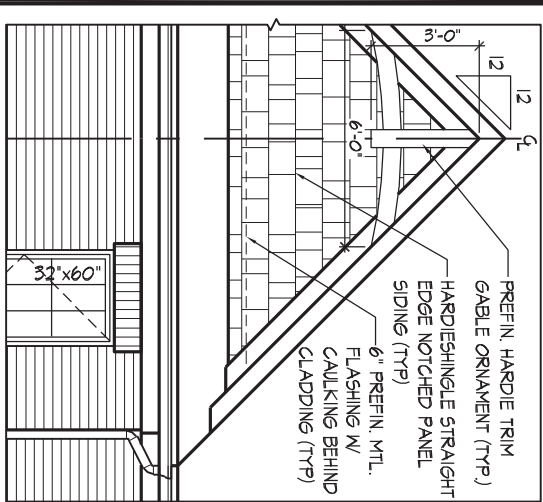 3'-0"
12
12
C
L
6'-0"
PREFIN. HARDIE TRIM
GABLE ORNAMENT (TYP.)
HARDIESHINGLE STRAIGHT
EDGE NOTCHED PANEL
SIDING (TYP)
6" PREFIN. MTL.
FLASHING W/
CAULKING BEHIND
CLADDING (TYP)
32"x60"